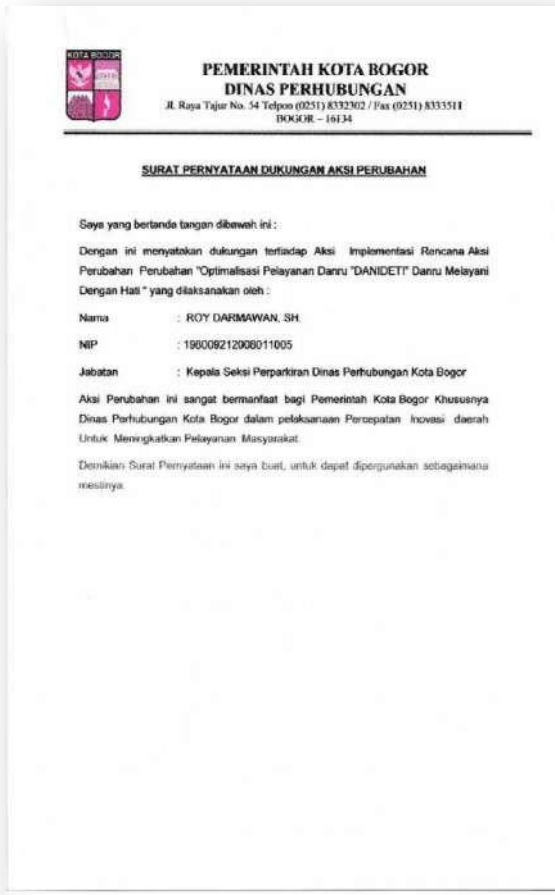 KOTA BOGOR
PEMERINTAH KOTA BOGOR
DINAS PERHUBUNGAN
Jl. Raya Tajur No. 54 Telpon (0251) 8332302 / Fax (0251) 8333511
BOGOR – 16134
SURAT PERNYATAAN DUKUNGAN AKSI PERUBAHAN
Saya yang bertanda tangan dibawah ini :
Dengan ini menyatakan dukungan terhadap Aksi Implementasi Rencana Aksi
Perubahan Perubahan "Optimalisasi Pelayanan Danru "DANIDETI" Danru Melayani
Dengan Hati " yang dilaksanakan oleh :
Nama : ROY DARMAWAN, SH.
NIP : 198009212008011005
Jabatan : Kepala Seksi Perparkiran Dinas Perhubungan Kota Bogor
Aksi Perubahan ini sangat bermanfaat bagi Pemerintah Kota Bogor Khususnya
Dinas Perhubungan Kota Bogor dalam pelaksanaan Percepatan Inovasi daerah
Untuk Meningkatkan Pelayanan Masyarakat.
Demikian Surat Pernyataan ini saya buat, untuk dapat dipergunakan sebagaimana
mestinya.